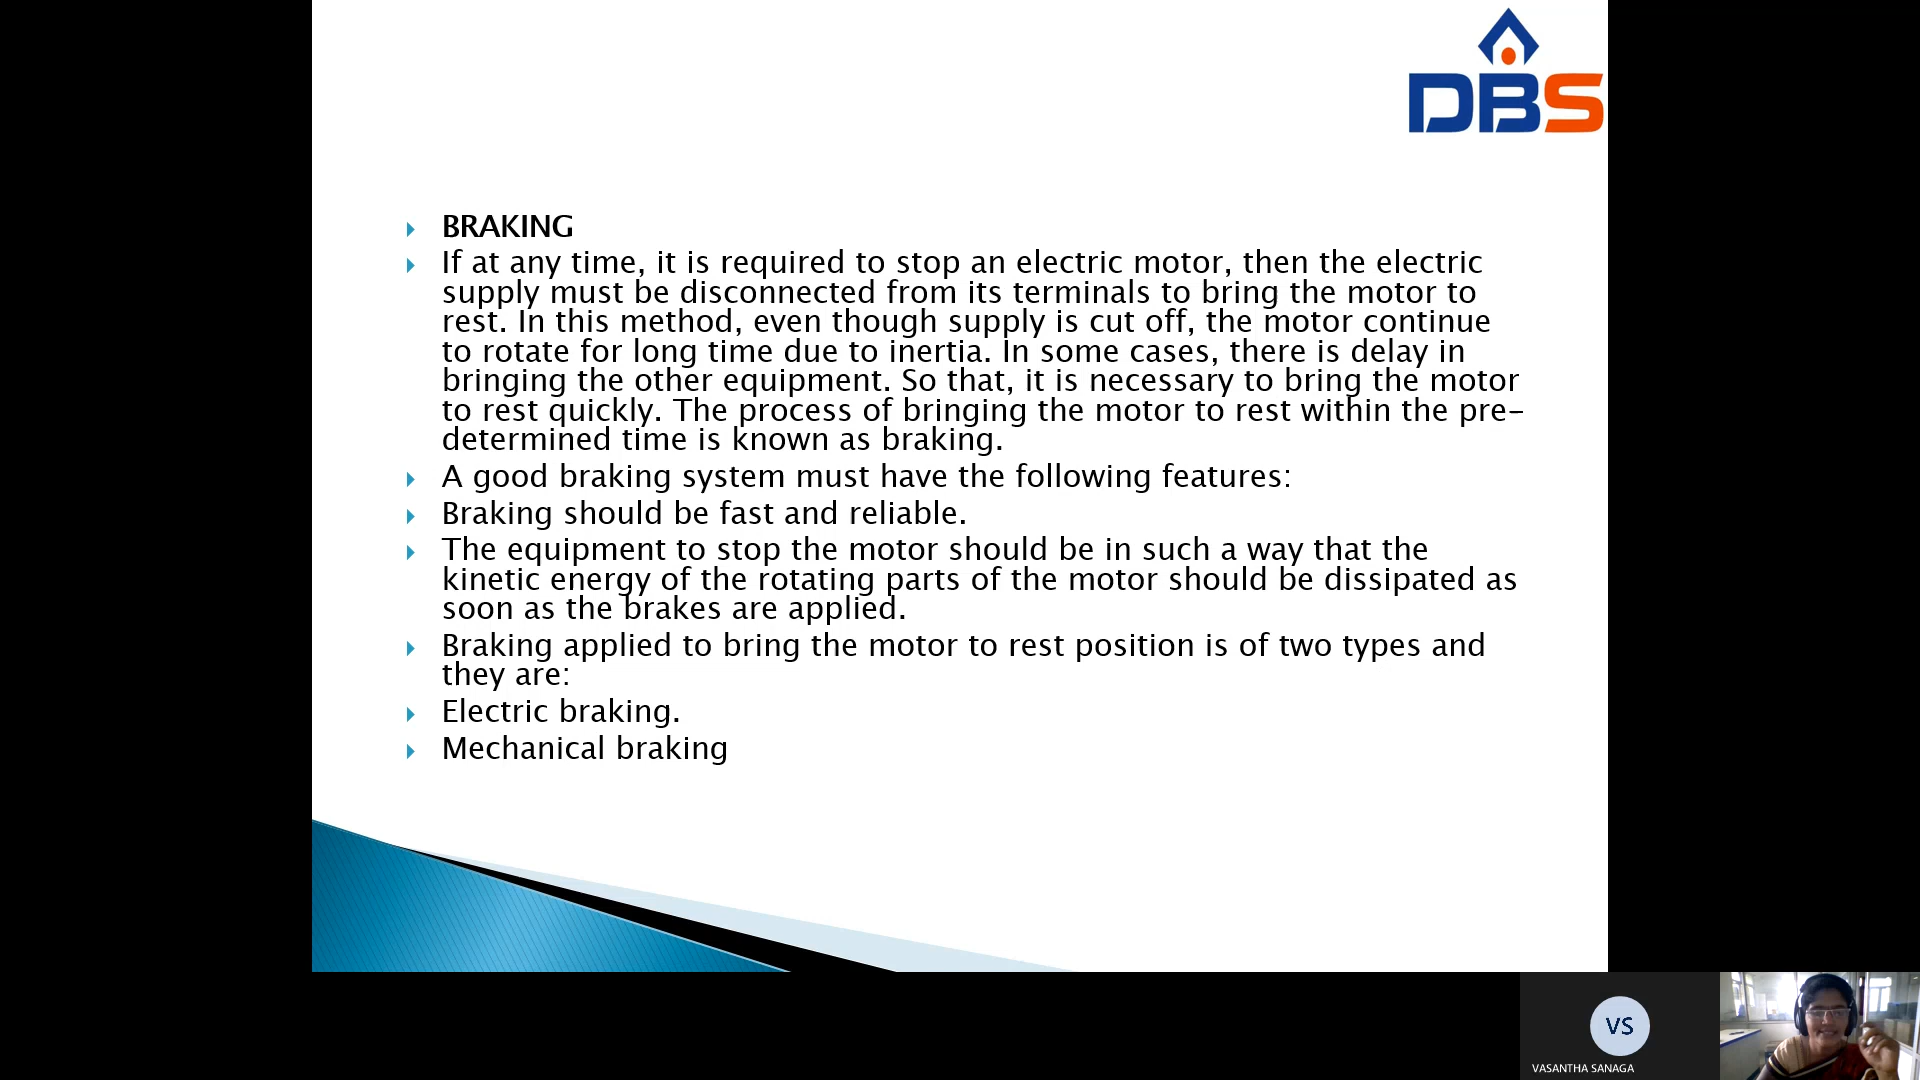 DBS
BRAKING
If at any time, it is required to stop an electric motor, then the electric
supply must be disconnected from its terminals to bring the motor to
rest. In this method, even though supply is cut off, the motor continue
to rotate for long time due to inertia. In some cases, there is delay in
bringing the other equipment. So that, it is necessary to bring the motor
to rest quickly. The process of bringing the motor to rest within the pre-
determined time is known as braking.
A good braking system must have the following features:
Braking should be fast and reliable.
The equipment to stop the motor should be in such a way that the
kinetic energy of the rotating parts of the motor should be dissipated as
soon as the brakes are applied.
Braking applied to bring the motor to rest position is of two types and
they are:
Electric braking.
Mechanical braking
VS
VASANTHA SANAGA